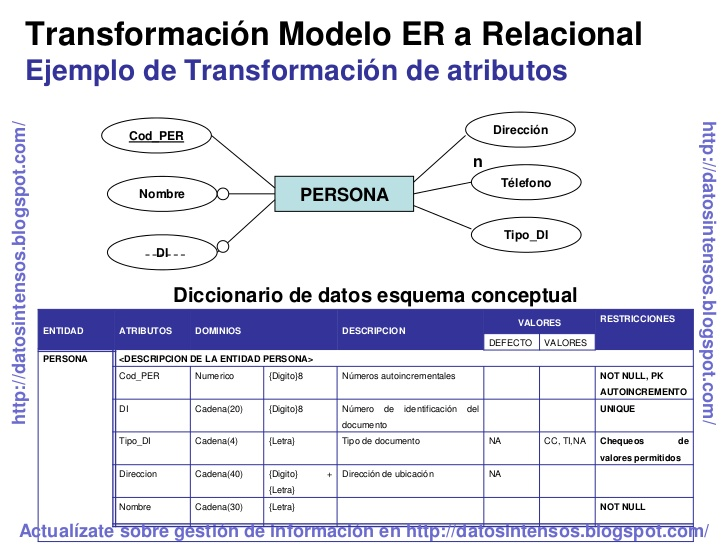 Transformación Modelo ER a Relacional
Ejemplo de Transformación de atributos
http://datosintensos.blogspot.com/
http://datosintensos.blogspot.com/
Cod_PER
Nombre
DI
PERSONA
Dirección
n
Télefono
Tipo_DI
Diccionario de datos esquema conceptual
ENTIDAD ATRIBUTOS DOMINIOS DESCRIPCION VALORES RESTRICCIONES
DEFECTO VALORES
PERSONA <DESCRIPCION DE LA ENTIDAD PERSONA>
Cod_PER Numerico {Digito}8 Números autoincrementales NOT NULL, PK
AUTOINCREMENTO
DI Cadena(20) {Digito}8 Número de identificación del UNIQUE
documento
Tipo_DI Cadena(4) {Letra} Tipo de documento NA CC, TI,NA Chequeos de
valores permitidos
Direccion Cadena(40) {Digito} + Dirección de ubicación NA
{Letra}
Nombre Cadena(30) {Letra} NOT NULL
Actualízate sobre gestión de información en http://datosintensos.blogspot.com/